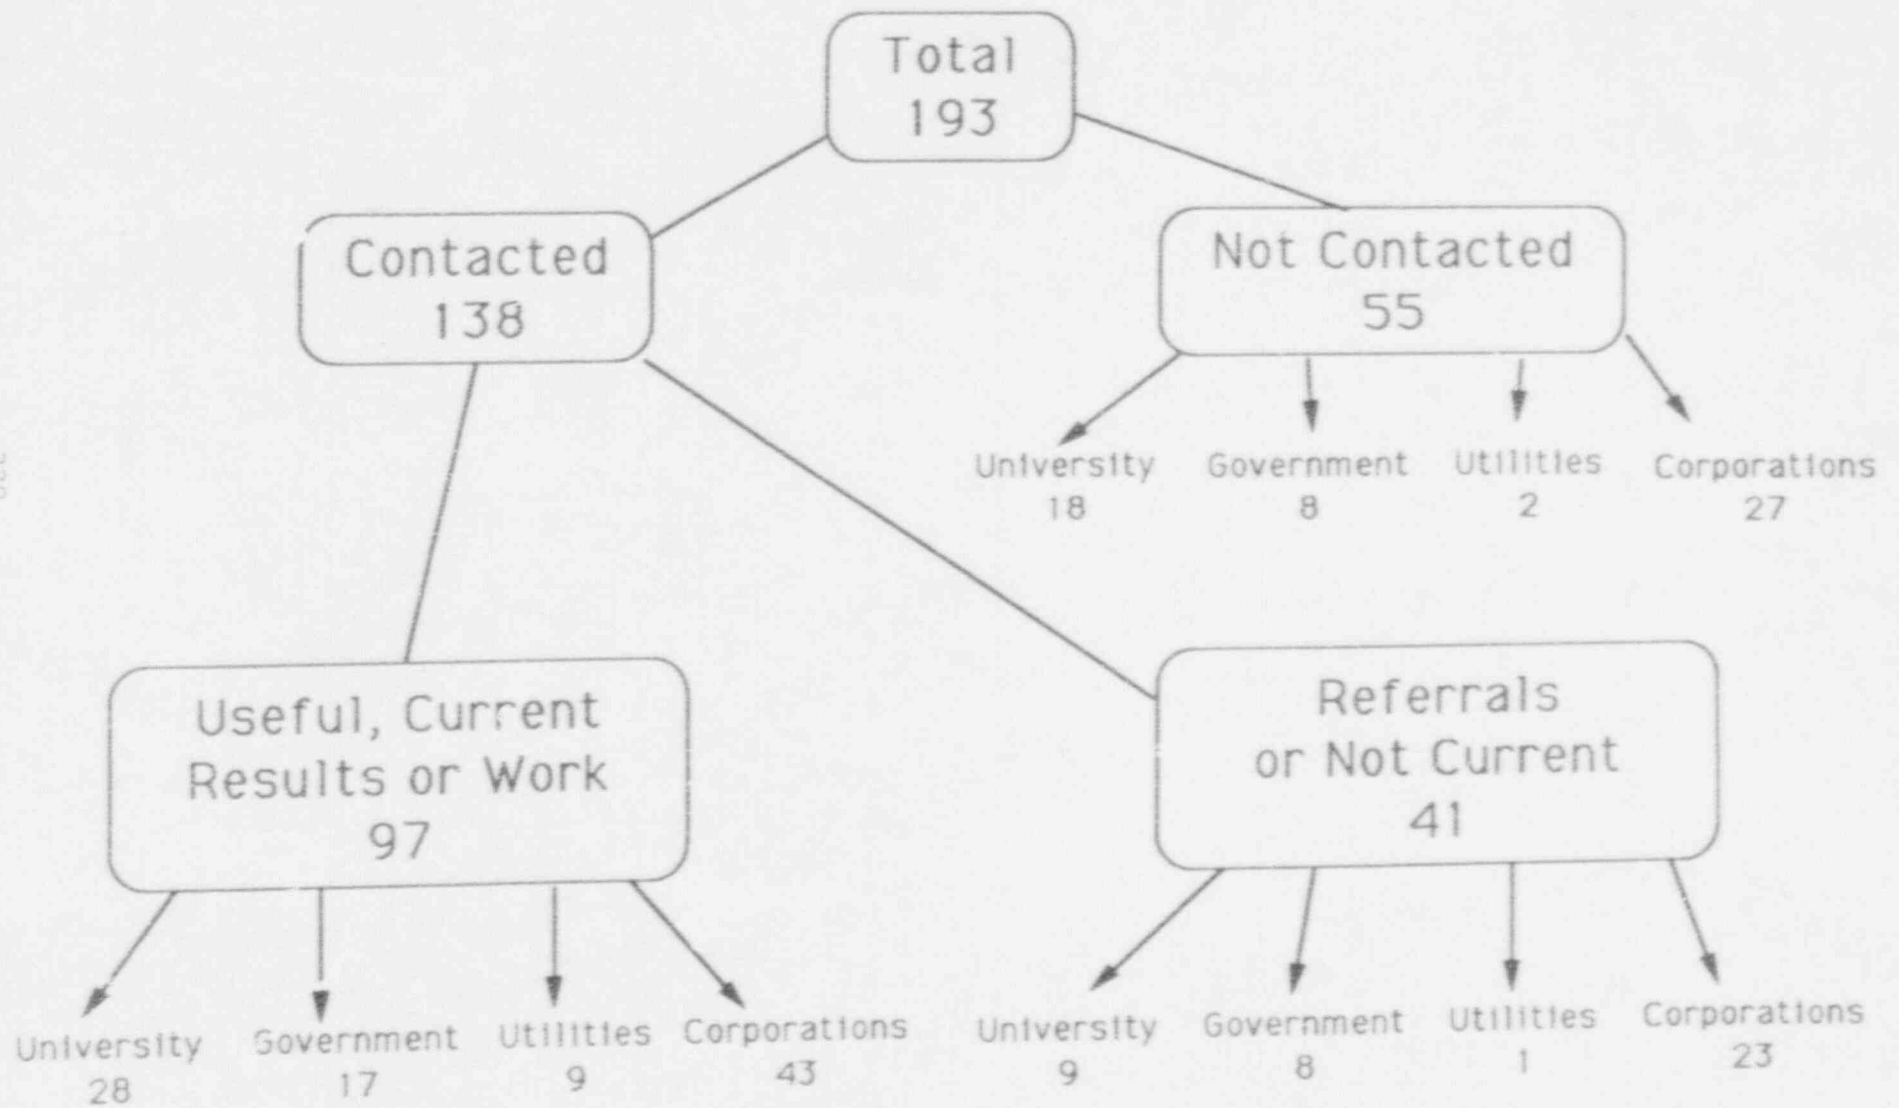 Total
193
Contacted
138
Not Contacted
55
University
18
Government
8
Utilities
2
Corporations
27
Useful, Current
Results or Work
97
University
28
Government
17
Utilities
9
Corporations
43
Referrals
or Not Current
41
University
9
Government
8
Utilities
1
Corporations
23